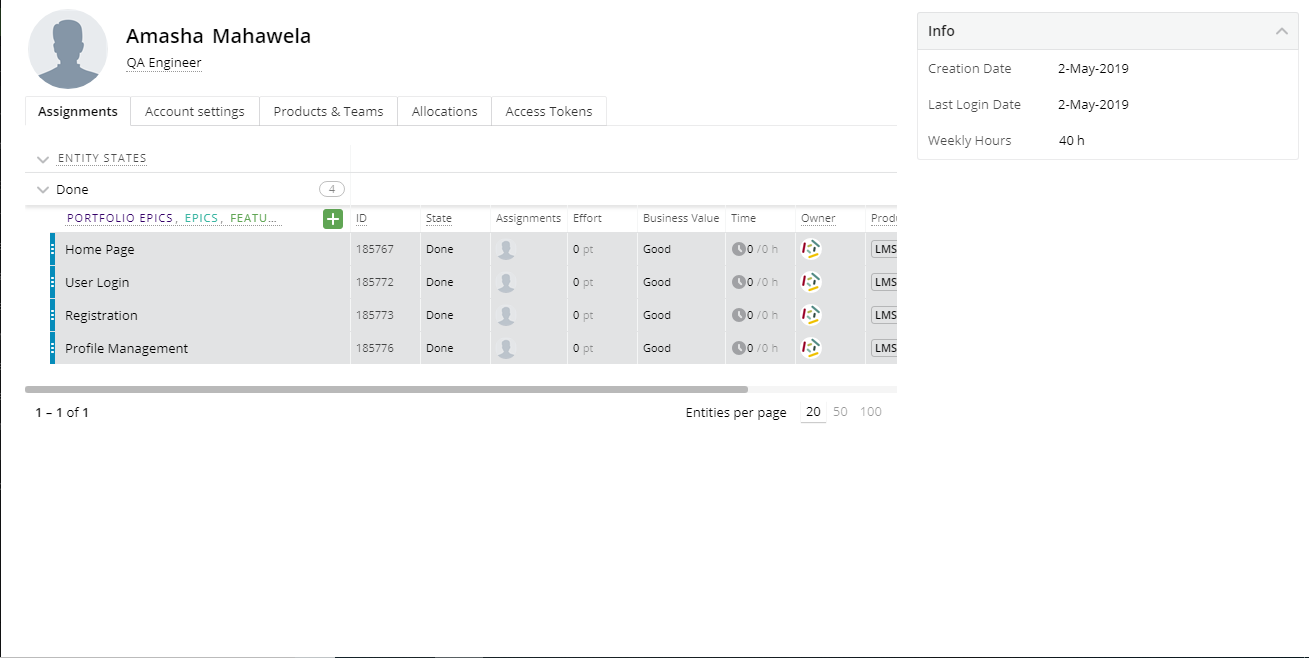 Amasha Mahawela
QA Engineer
Assignments Account settings Products & Teams Allocations Access Tokens
ENTITY STATES
Done 4
PORTFOLIO EPICS, EPICS, FEATU... ID State Assignments Effort Business Value Time Owner Produ
Home Page 185767 Done 0 pt Good 0 /0 h LMS
User Login 185772 Done 0 pt Good 0 /0 h LMS
Registration 185773 Done 0 pt Good 0 /0 h LMS
Profile Management 185776 Done 0 pt Good 0 /0 h LMS
1 – 1 of 1 Entities per page 20 50 100
Info
Creation Date 2-May-2019
Last Login Date 2-May-2019
Weekly Hours 40 h